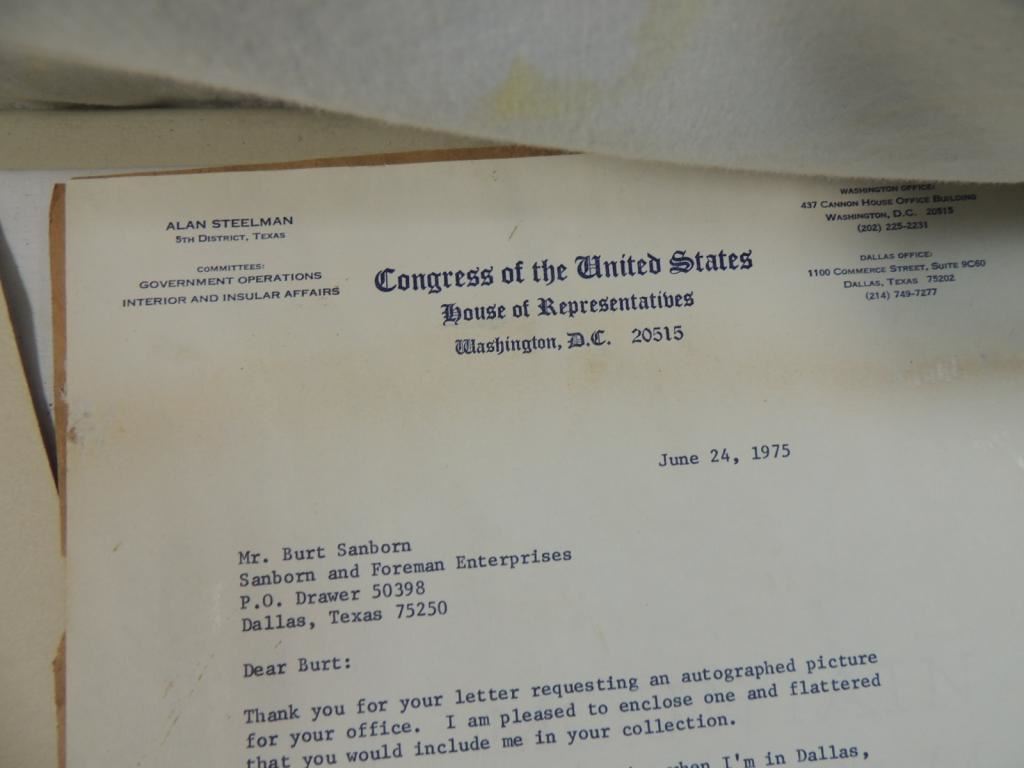 ALAN STEELMAN
5TH DISTRICT, TEXAS
COMMITTEES:
GOVERNMENT OPERATIONS
INTERIOR AND INSULAR AFFAIRS
Congress of the United States
House of Representatives
Washington, D.C. 20515
WASHINGTON OFFICE:
437 CANNON HOUSE OFFICE BUILDING
WASHINGTON, D.C. 20515
(202) 225-2231
DALLAS OFFICE:
1100 COMMERCE STREET, SUITE 9C60
DALLAS, TEXAS 75202
(214) 749-7277
June 24, 1975
Mr. Burt Sanborn
Sanborn and Foreman Enterprises
P.O. Drawer 50398
Dallas, Texas 75250
Dear Burt:
Thank you for your letter requesting an autographed picture
for your office. I am pleased to enclose one and flattered
that you would include me in your collection.
when I'm in Dallas,